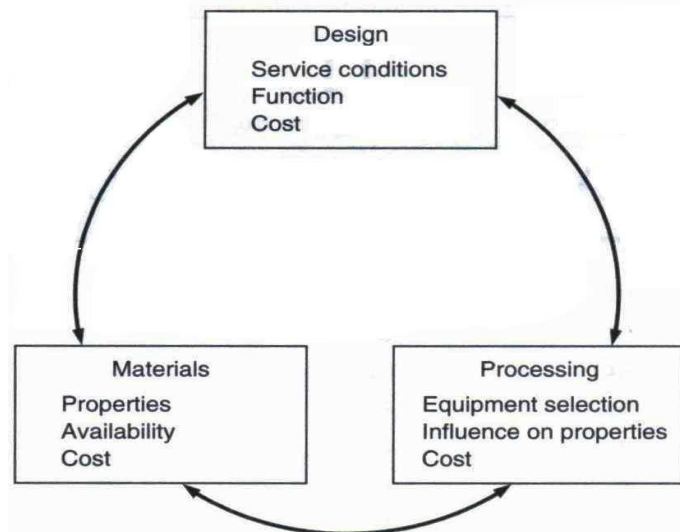 Design
Service conditions
Function
Cost
Materials
Properties
Availability
Cost
Processing
Equipment selection
Influence on properties
Cost